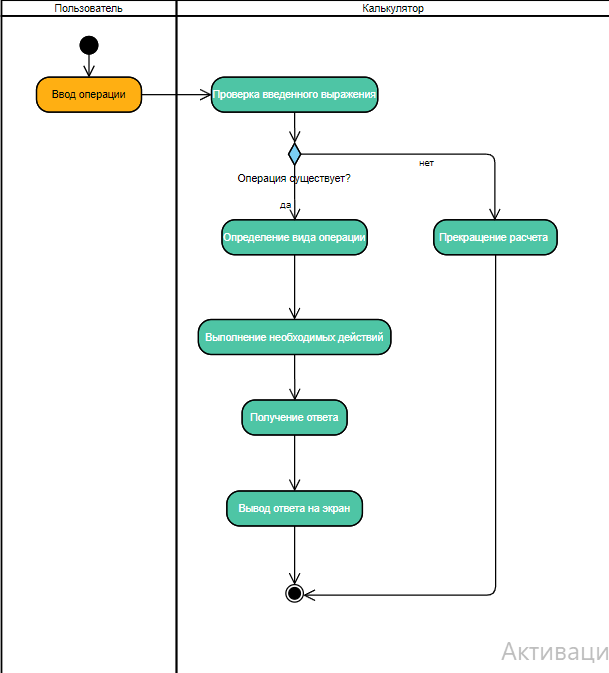 Пользователь
Калькулятор
Ввод операции
Проверка введенного выражения
нет
Операция существует?
да
Определение вида операции
Прекращение расчета
Выполнение необходимых действий
Получение ответа
Вывод ответа на экран
Активаци